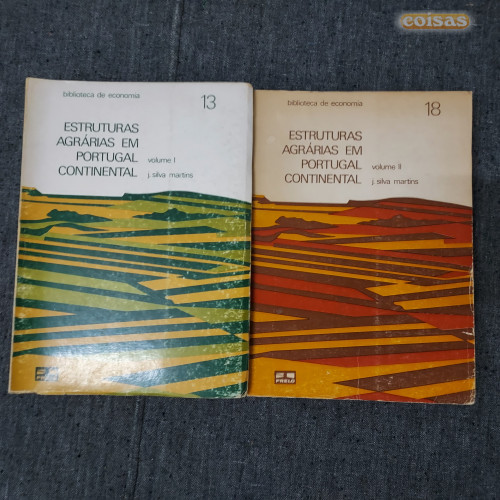 coisas
biblioteca de economia
13
ESTRUTURAS
AGRÁRIAS EM
PORTUGAL
CONTINENTAL
volume I
j. silva martins
PRELO
biblioteca de economia
18
ESTRUTURAS
AGRÁRIAS EM
PORTUGAL
CONTINENTAL
volume II
j. silva martins
PRELO